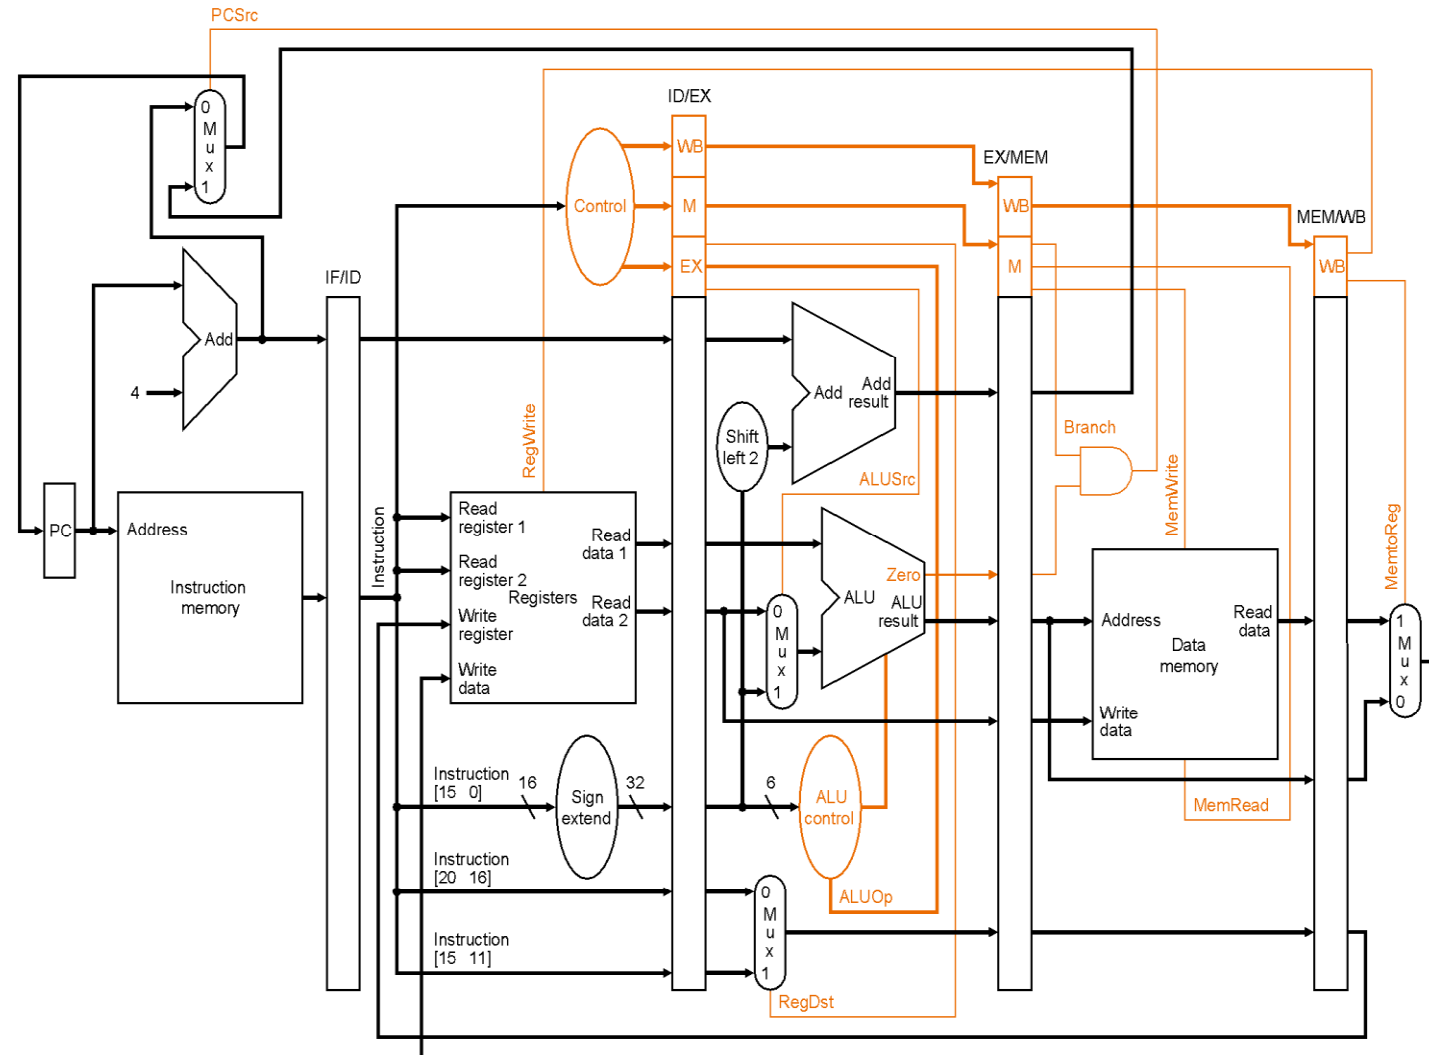 PCSrc
ID/EX
0
M
u
x
1
WB
EX/MEM
Control
M
WB
MEM/WB
IF/ID
EX
M
WB
Add
4
Add
Add
result
Shift
left 2
RegWrite
Branch
ALUSrc
MemWrite
MemtoReg
PC
Address
Instruction
memory
Instruction
Read
register 1
Read
data 1
Read
register 2
Registers
Write
register
Read
data 2
Write
data
0
M
u
x
1
Zero
ALU
ALU
result
Address
Read
data
Data
memory
Write
data
1
M
u
x
0
Instruction
[15 0]
16
Sign
extend
32
6
ALU
control
MemRead
Instruction
[20 16]
ALUOp
0
M
u
x
1
Instruction
[15 11]
RegDst